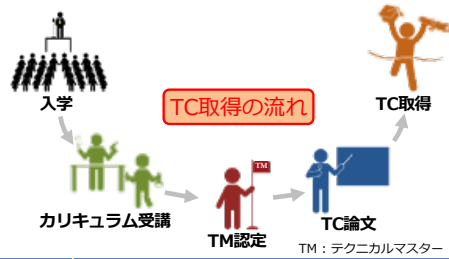 入学
TC取得の流れ
TC取得
カリキュラム受講
TM
TM認定
TC論文
TM：テクニカルマスター